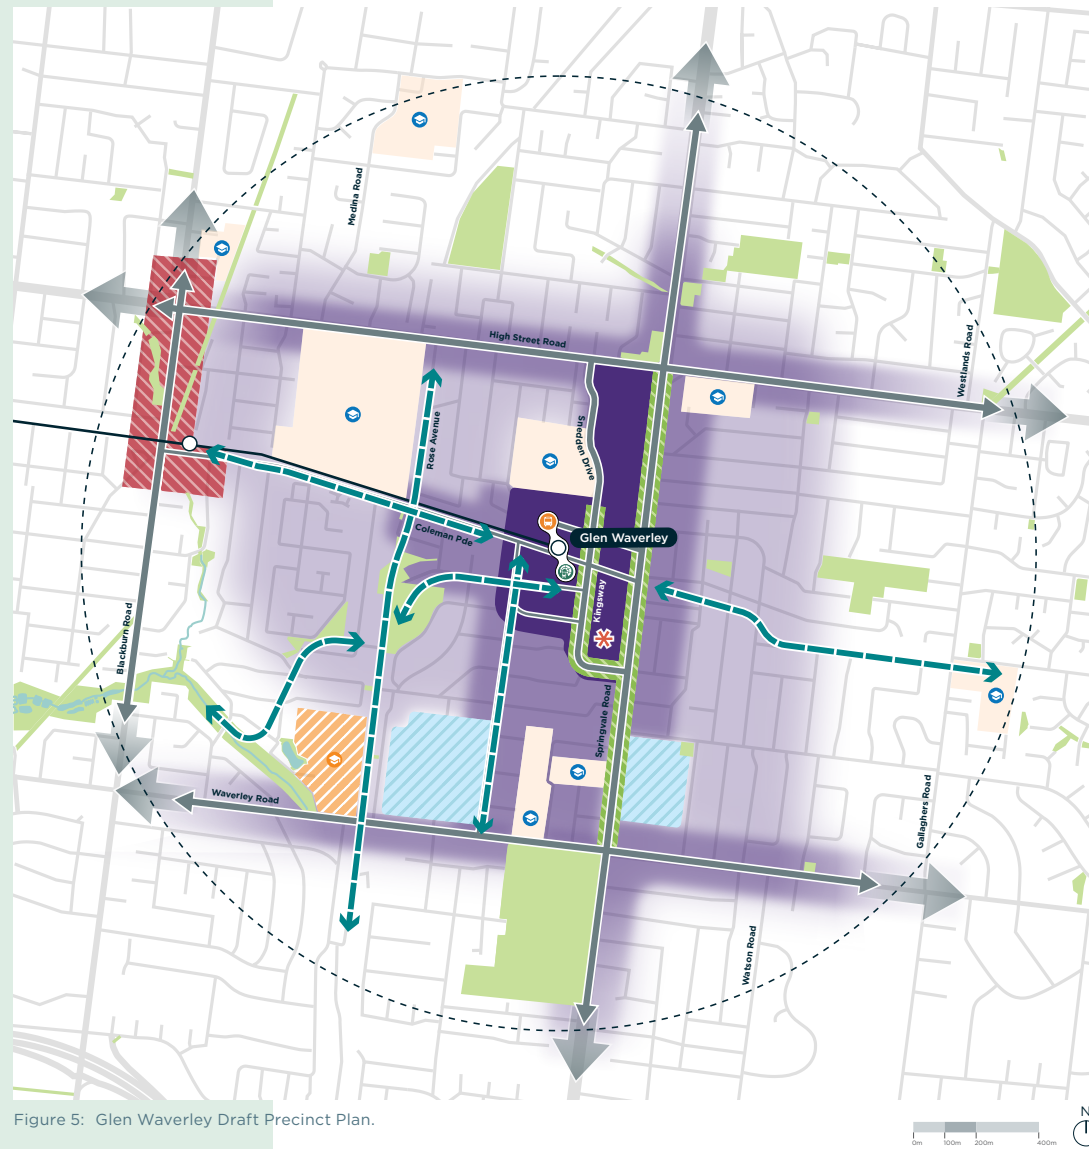 Medina Road
High Street Road
Westlands Road
Snedden Drive
Rose Avenue
Coleman Pde
Glen Waverley
Kingsway
Blackburn Road
Springvale Road
Waverley Road
Gallaghers Road
Watson Road
Figure 5: Glen Waverley Draft Precinct Plan.
N
0m 100m 200m 400m